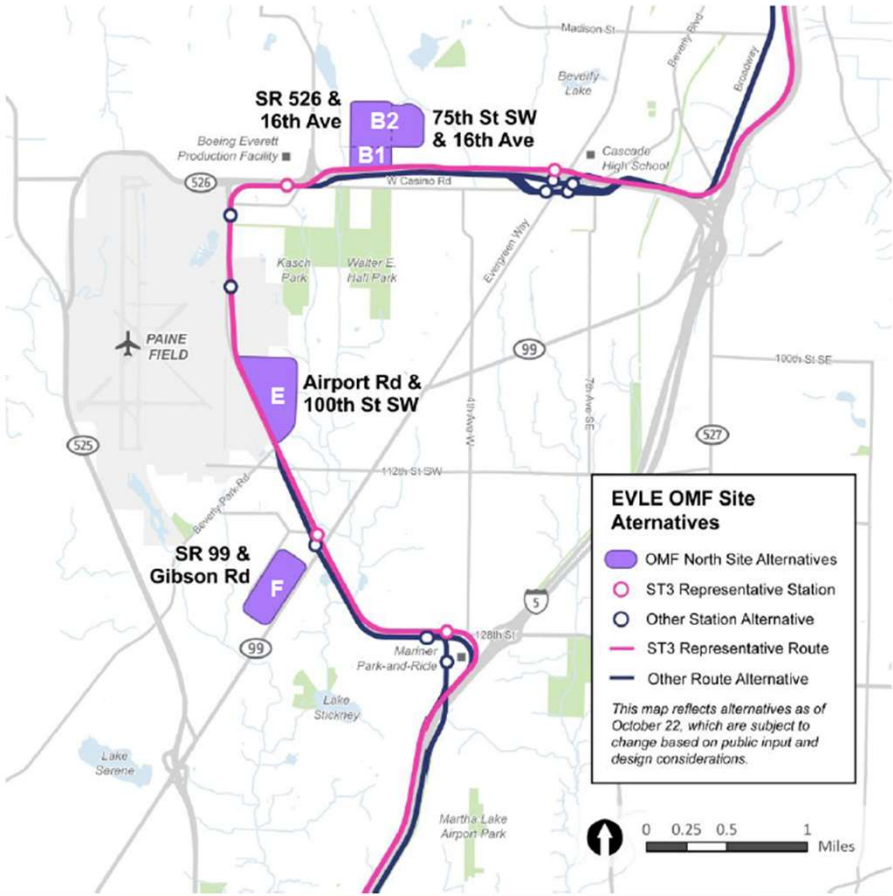 Madison St
Beverly Blvd
Broadway
Beverly
Lake
SR 526 &
16th Ave
B2
B1
75th St SW
& 16th Ave
Boeing Everett
Production Facility
Cascade
High School
526
W Casino Rd
Evergreen Way
Kasch
Park
Walter E.
Hall Park
PAINE
FIELD
99
100th St SE
E
Airport Rd &
100th St SW
4th Ave W
7th Ave SE
525
527
112th St SW
Beverly Park Rd
SR 99 &
Gibson Rd
F
99
5
128th St
Mariner
Park-and-Ride
Lake
Stickney
Lake
Serene
Martha Lake
Airport Park
EVLE OMF Site
Aternatives
OMF North Site Alternatives
ST3 Representative Station
Other Station Alternative
ST3 Representative Route
Other Route Alternative
This map reflects alternatives as of
October 22, which are subject to
change based on public input and
design considerations.
0 0.25 0.5 1
Miles